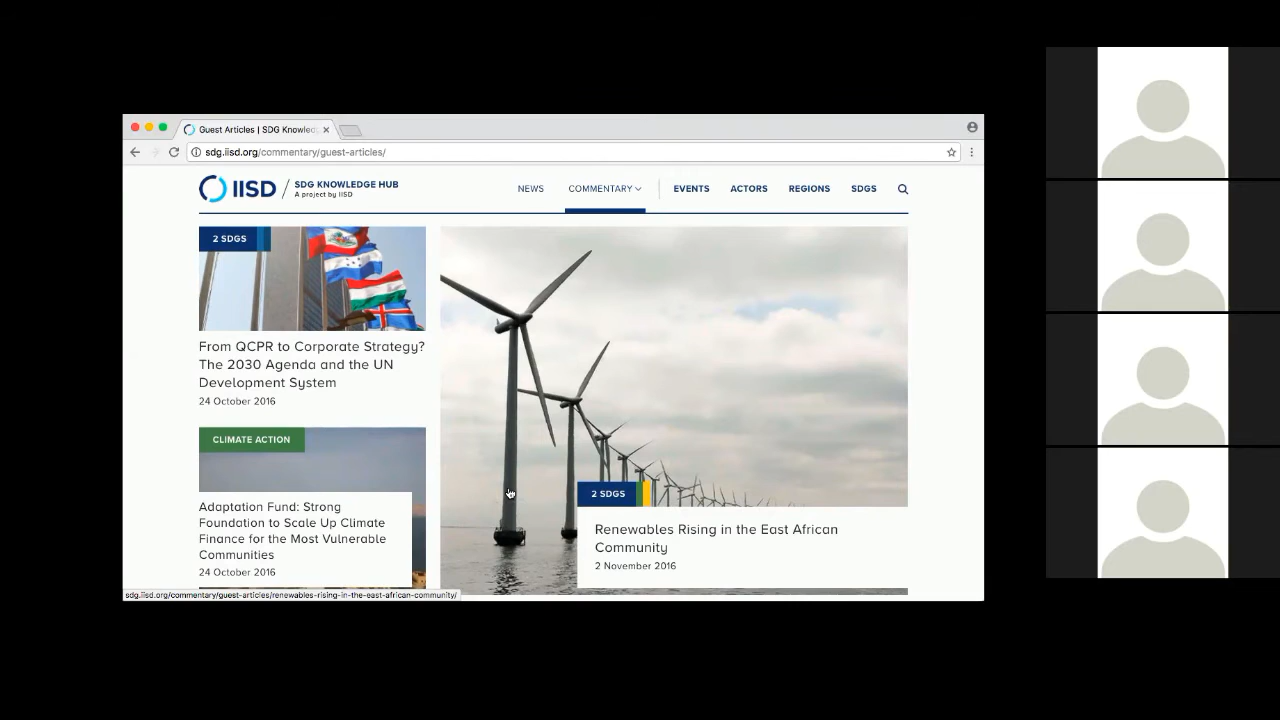 Guest Articles | SDG Knowled
sdg.iisd.org/commentary/guest-articles/
IISD / SDG KNOWLEDGE HUB
A project by IISD
NEWS COMMENTARY EVENTS ACTORS REGIONS SDGS
2 SDGS
From QCPR to Corporate Strategy?
The 2030 Agenda and the UN
Development System
24 October 2016
CLIMATE ACTION
Adaptation Fund: Strong
Foundation to Scale Up Climate
Finance for the Most Vulnerable
Communities
24 October 2016
2 SDGS
Renewables Rising in the East African
Community
2 November 2016
sdg.iisd.org/commentary/guest-articles/renewables-rising-in-the-east-african-community/